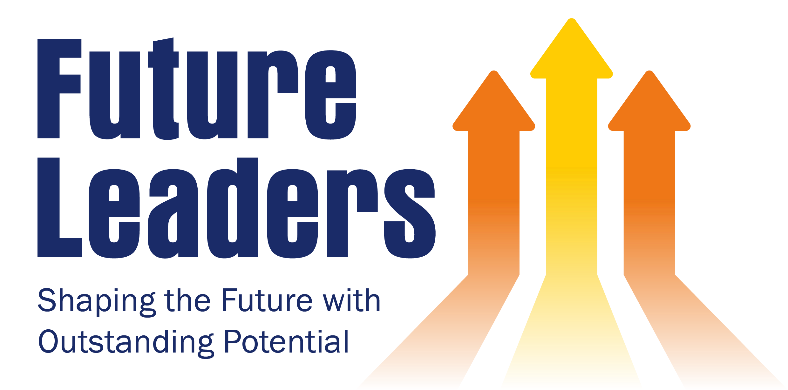 Future
Leaders
Shaping the Future with
Outstanding Potential